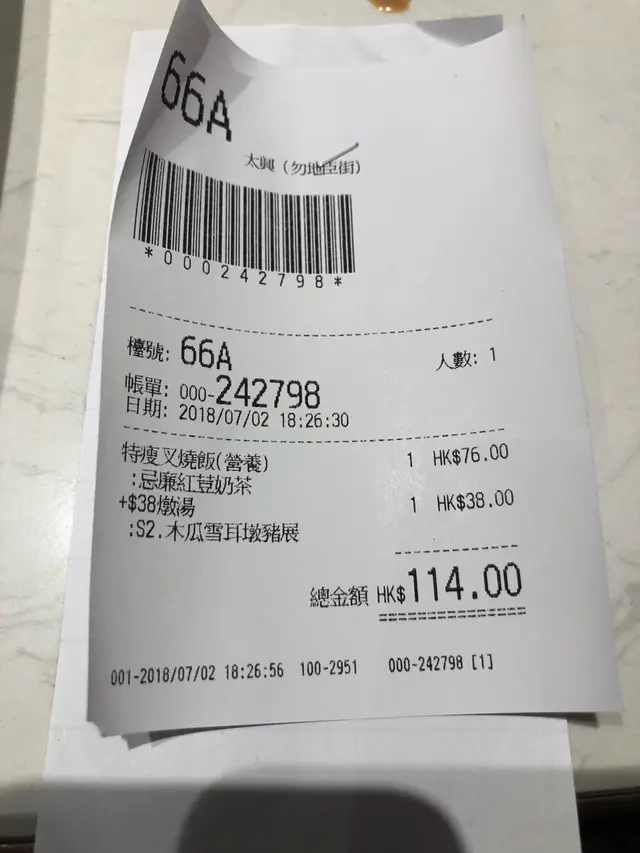 66A
太興 (勿地臣街)
*000242798*
檯號: 66A 人數: 1
帳單: 000-242798
日期: 2018/07/02 18:26:30
特瘦叉燒飯(營養) 1 HK$76.00
:忌廉紅荳奶茶
+$38燉湯 1 HK$38.00
:S2.木瓜雪耳墩豬展
總金額 HK$114.00
001-2018/07/02 18:26:56 100-2951 000-242798 [1]